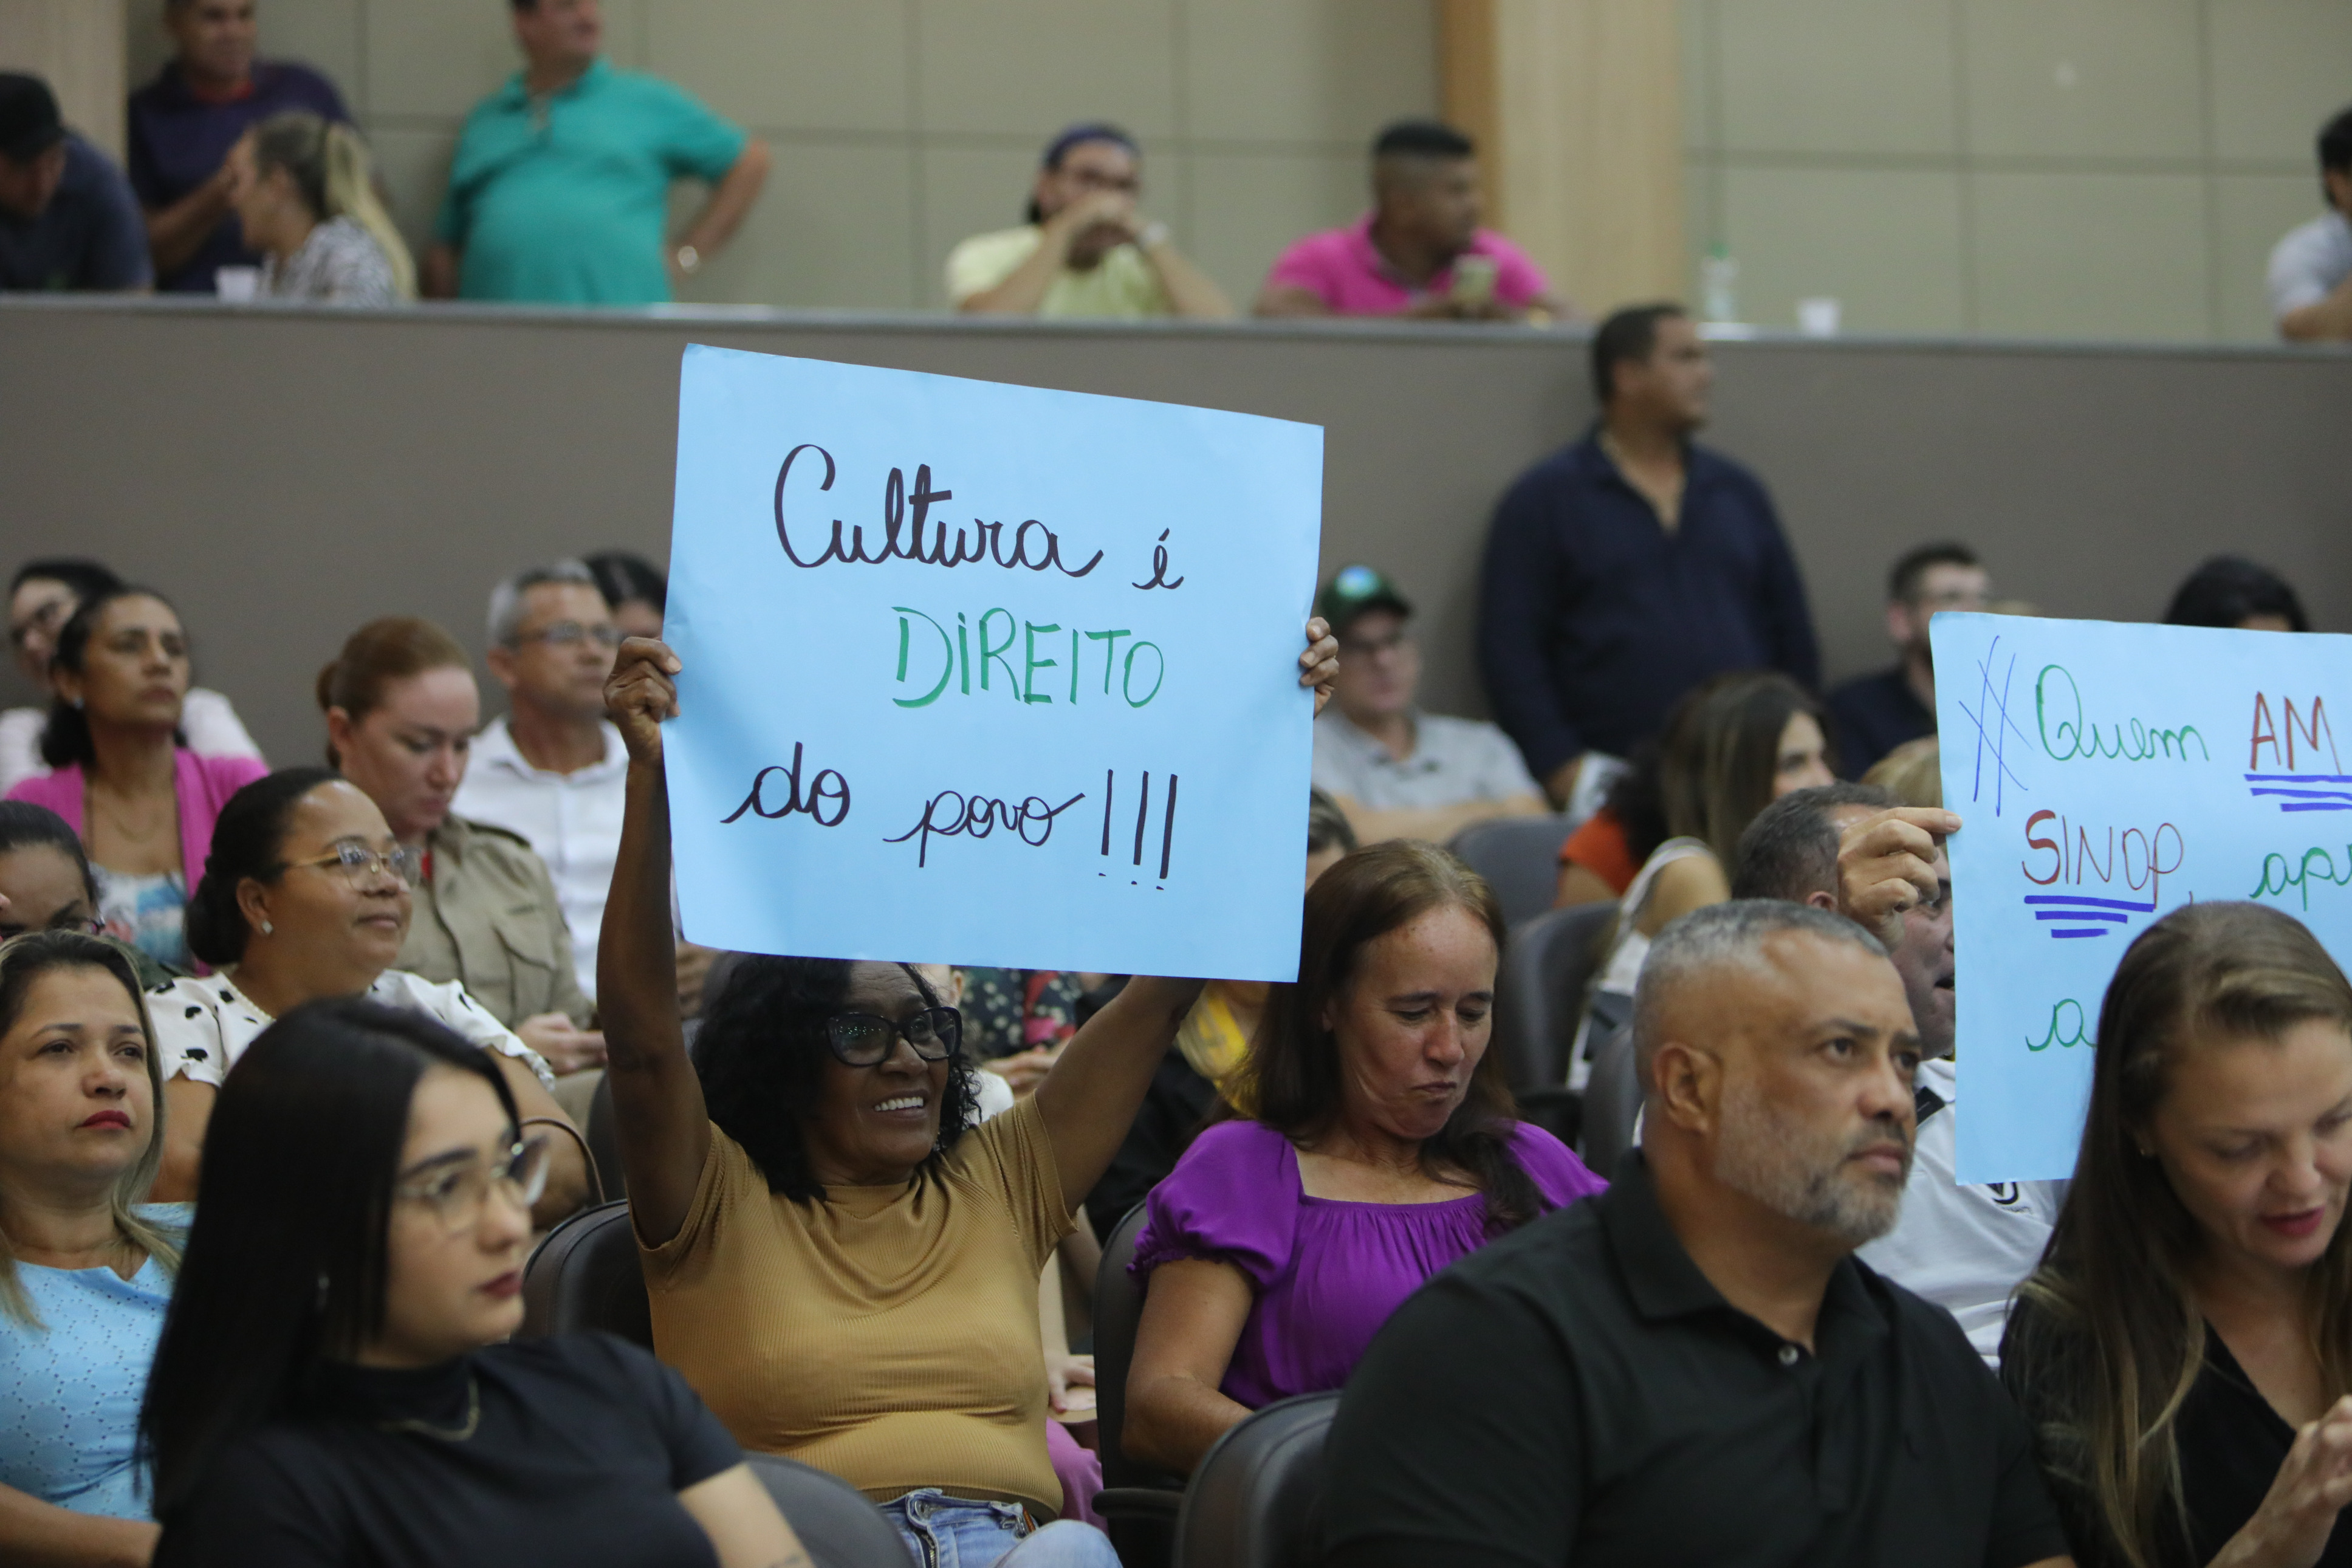 Cultura é
DIREITO
do povo!!!
#Quem AM
SINOP,